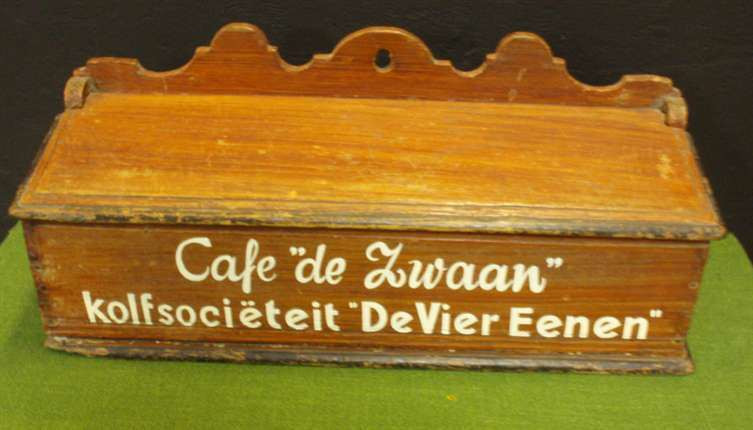 Cafe "de Zwaan"
kolfsociëteit "De Vier Eenen"